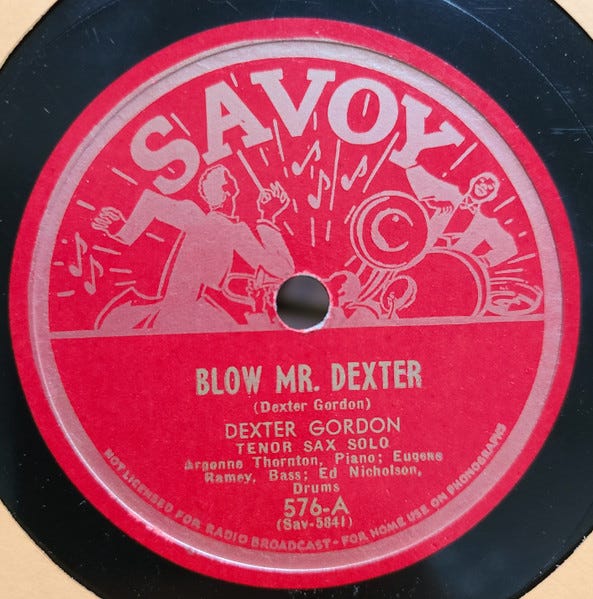 SAVOY
C
BLOW MR. DEXTER
(Dexter Gordon)
DEXTER GORDON
TENOR SAX SOLO
Argonne Thornton, Piano; Eugene
Ramey, Bass; Ed Nicholson,
Drums
576-A
(Sav-5841)
NOT LICENSED FOR RADIO BROADCAST - FOR HOME USE ON PHONOGRAPHS